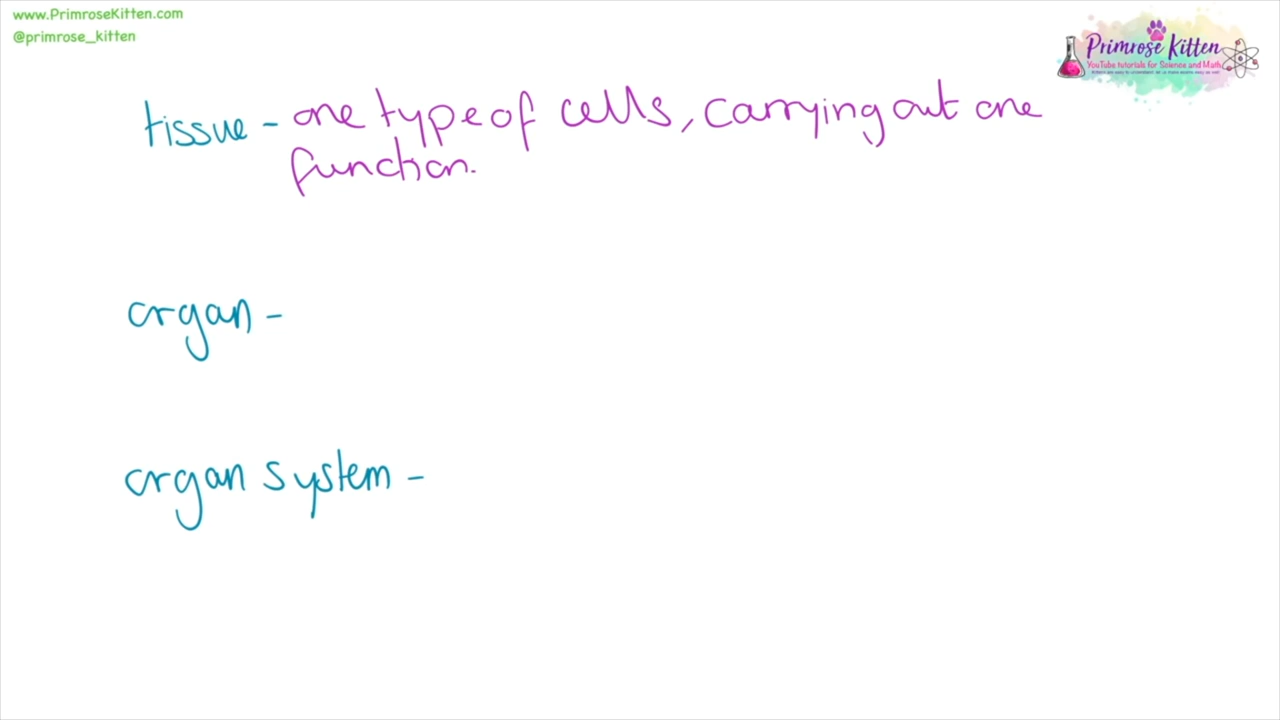 www.PrimroseKitten.com
@primrose_kitten
Primrose Kitten
YouTube tutorials for Science and Math
tissue - one type of cells, carrying out one
function.
organ -
organ system -